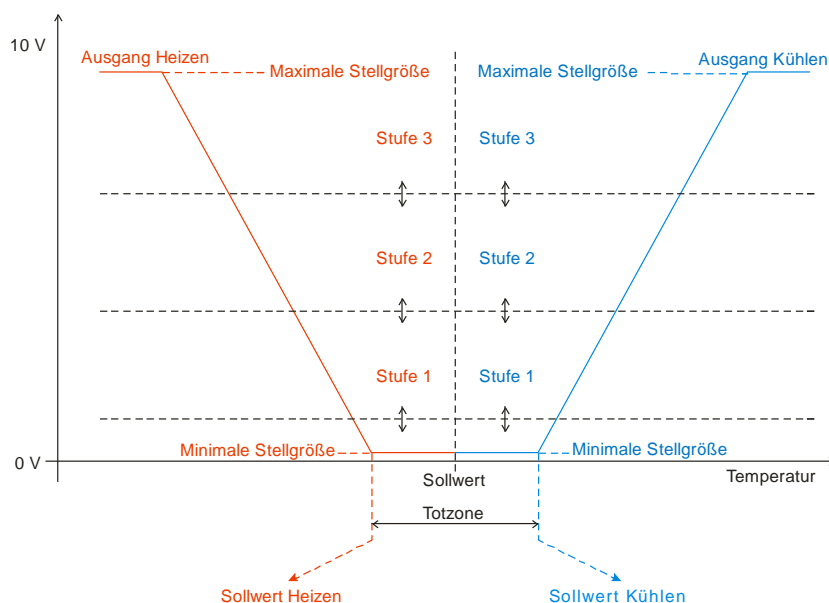 10 V
Ausgang Heizen
Ausgang Kühlen
Maximale Stellgröße
Maximale Stellgröße
Stufe 3
Stufe 3
Stufe 2
Stufe 2
Stufe 1
Stufe 1
Minimale Stellgröße
Minimale Stellgröße
0 V
Sollwert
Temperatur
Totzone
Sollwert Heizen
Sollwert Kühlen